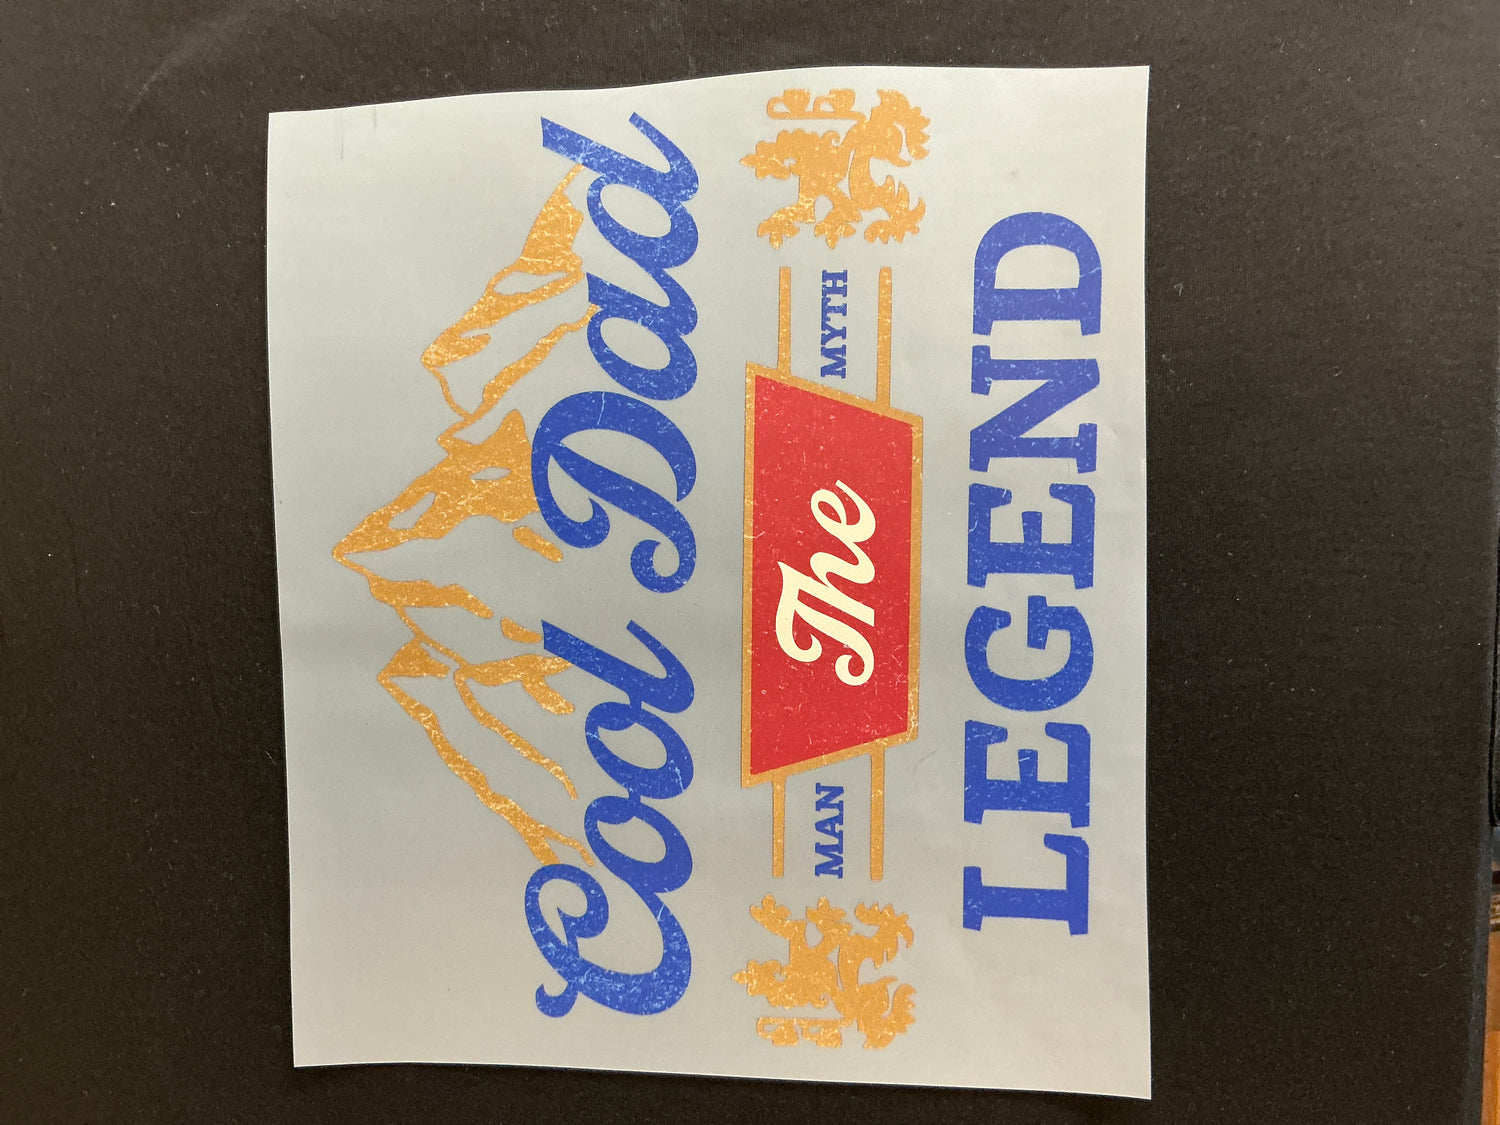 Cool Dad
MAN The MYTH
LEGEND